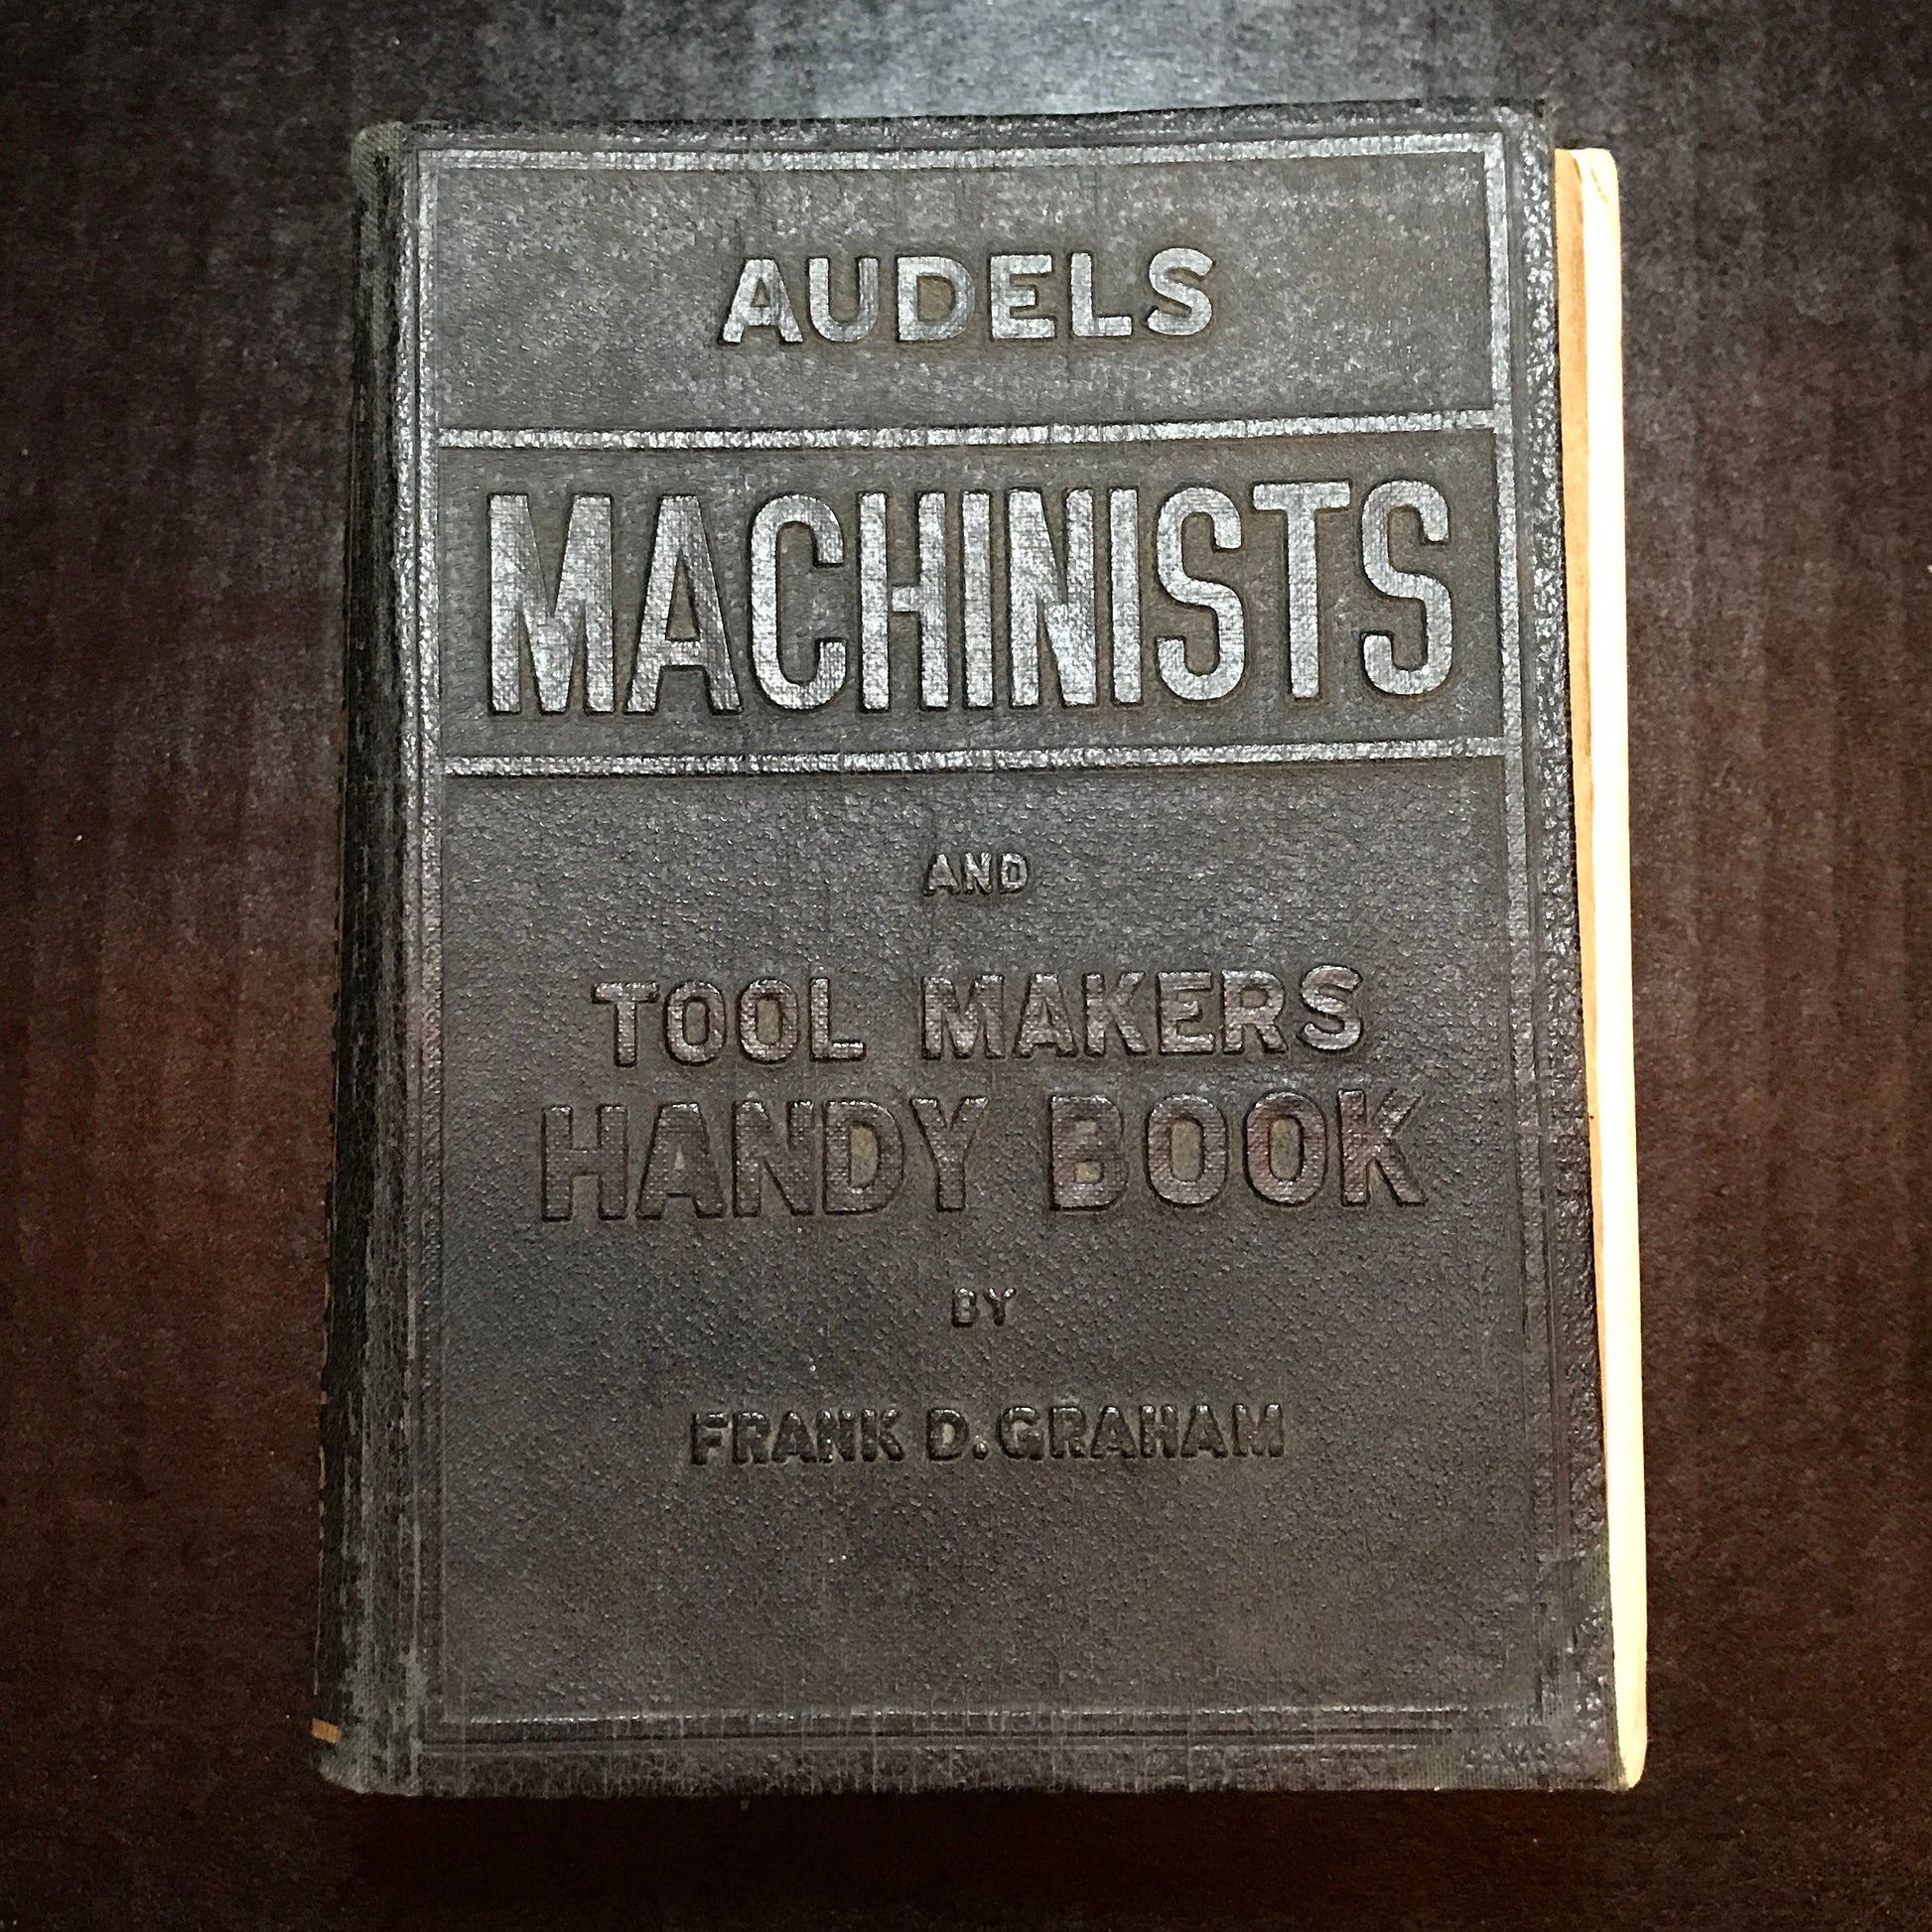 AUDELS
MACHINISTS
AND
TOOL MAKERS
HANDY BOOK
BY
FRANK D. GRAHAM